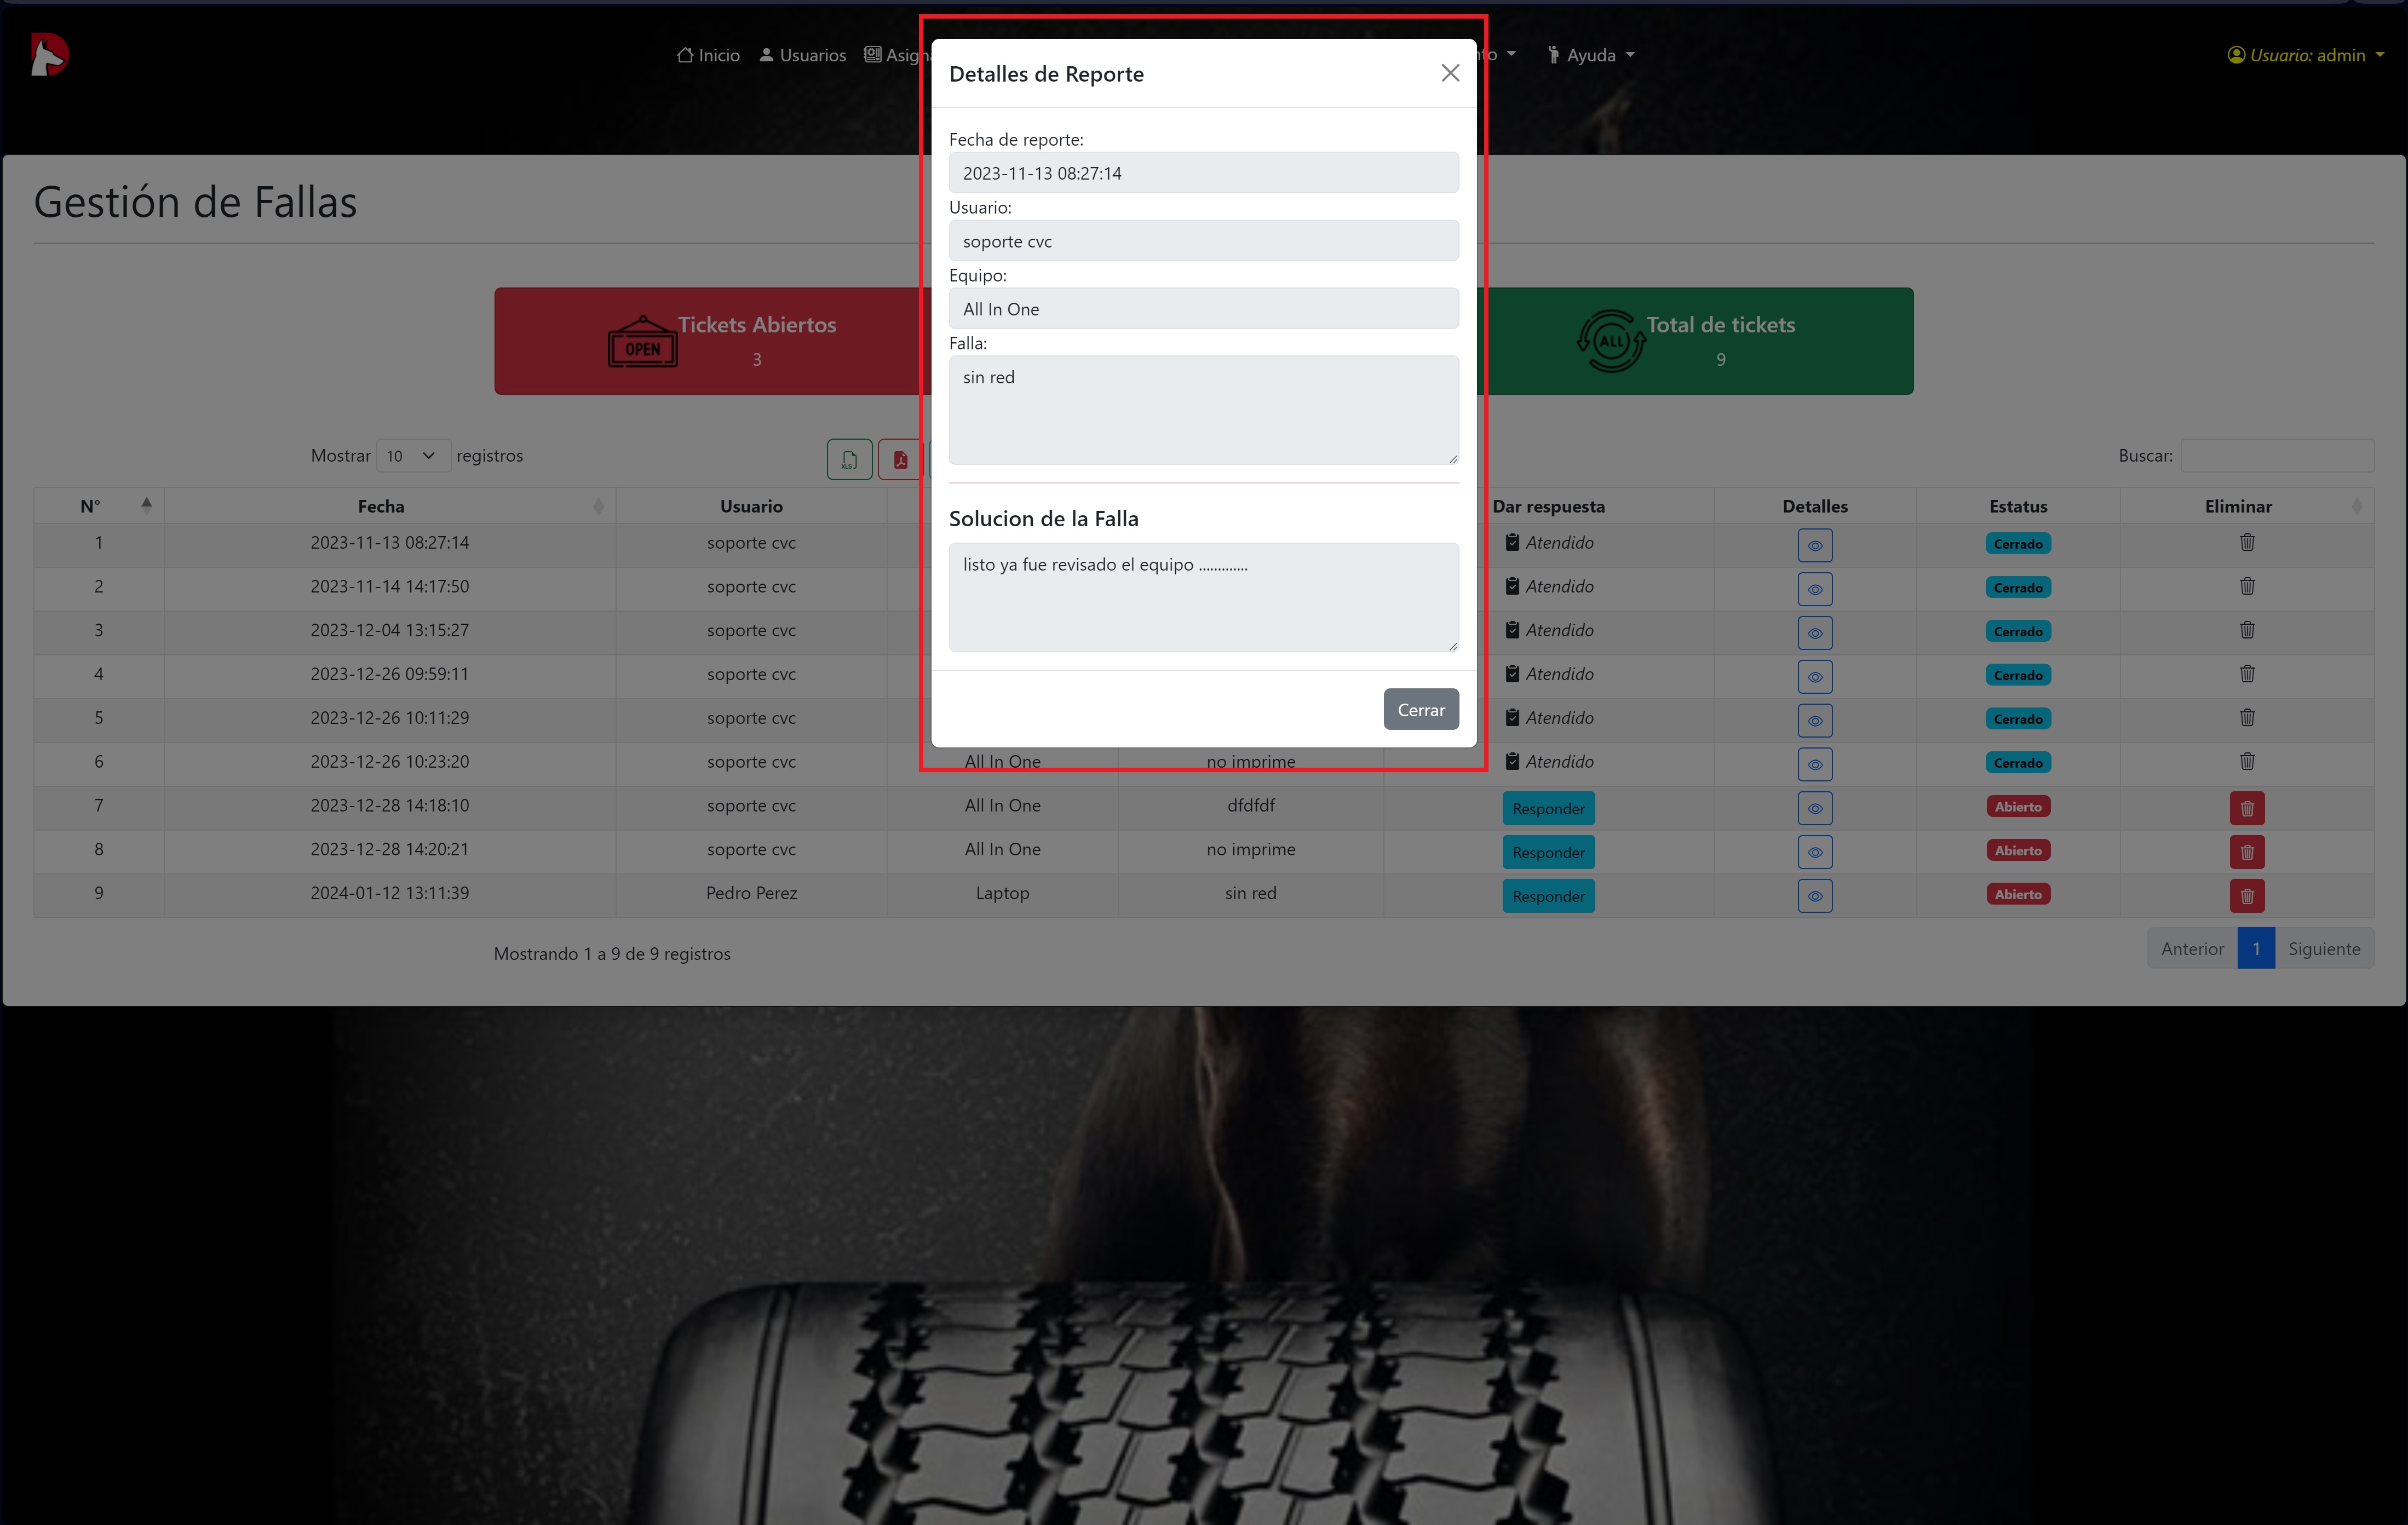 Inicio Usuarios Ayuda Usuario: admin
Detalles de Reporte
Fecha de reporte:
2023-11-13 08:27:14
Usuario:
soporte cvc
Equipo:
All In One
Falla:
sin red
Solucion de la Falla
listo ya fue revisado el equipo .............
Cerrar
Gestión de Fallas
OPEN
Tickets Abiertos
3
ALL
Total de tickets
9
Mostrar 10 registros
XLS
Buscar:
N° Fecha Usuario Dar respuesta Detalles Estatus Eliminar
1 2023-11-13 08:27:14 soporte cvc Atendido Cerrado
2 2023-11-14 14:17:50 soporte cvc Atendido Cerrado
3 2023-12-04 13:15:27 soporte cvc Atendido Cerrado
4 2023-12-26 09:59:11 soporte cvc Atendido Cerrado
5 2023-12-26 10:11:29 soporte cvc Atendido Cerrado
6 2023-12-26 10:23:20 soporte cvc All In One no imprime Atendido Cerrado
7 2023-12-28 14:18:10 soporte cvc All In One dfdfdf Responder Abierto
8 2023-12-28 14:20:21 soporte cvc All In One no imprime Responder Abierto
9 2024-01-12 13:11:39 Pedro Perez Laptop sin red Responder Abierto
Mostrando 1 a 9 de 9 registros
Anterior 1 Siguiente